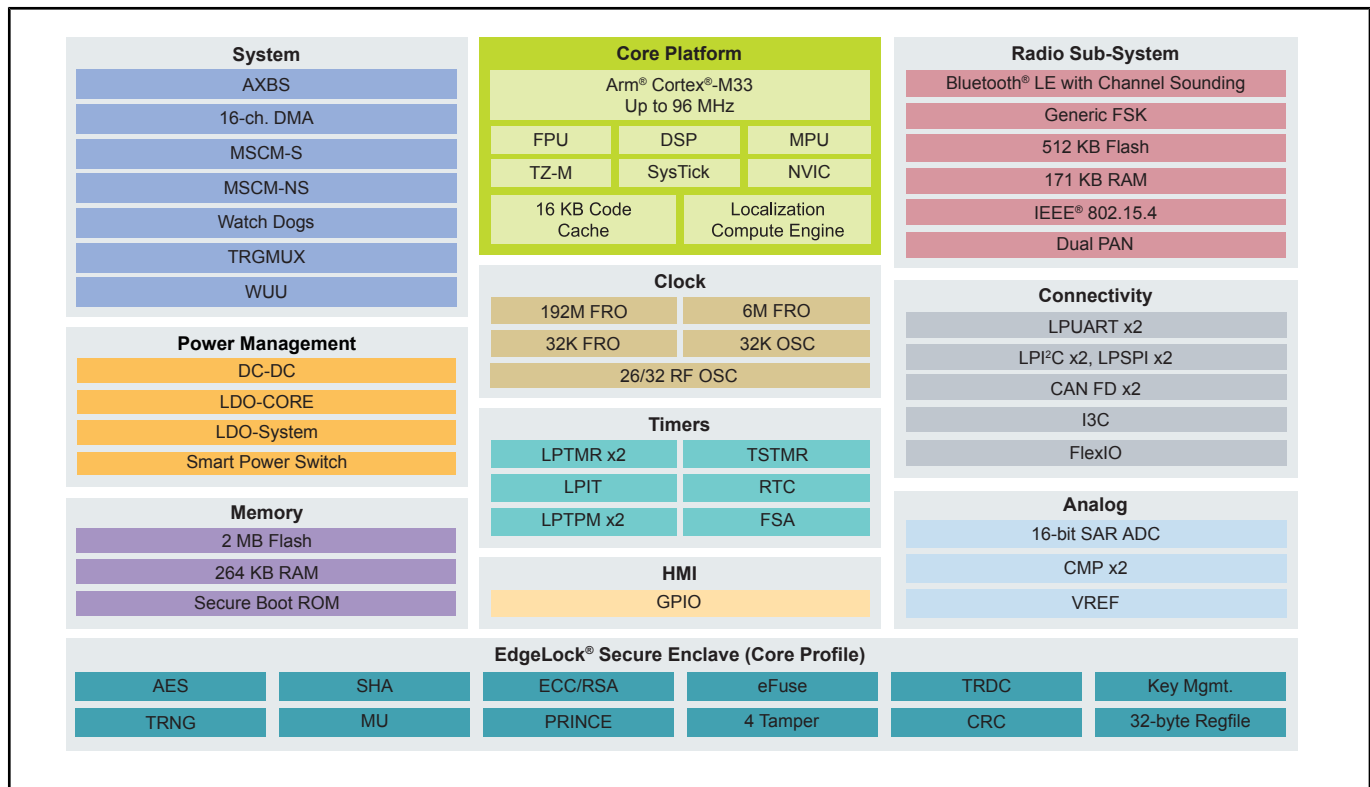 System
AXBS
16-ch. DMA
MSCM-S
MSCM-NS
Watch Dogs
TRGMUX
WUU
Power Management
DC-DC
LDO-CORE
LDO-System
Smart Power Switch
Memory
2 MB Flash
264 KB RAM
Secure Boot ROM
Core Platform
Arm® Cortex®-M33
Up to 96 MHz
FPU DSP MPU
TZ-M SysTick NVIC
16 KB Code
Cache
Localization
Compute Engine
Clock
192M FRO 6M FRO
32K FRO 32K OSC
26/32 RF OSC
Timers
LPTMR x2 TSTMR
LPIT RTC
LPTPM x2 FSA
HMI
GPIO
Radio Sub-System
Bluetooth® LE with Channel Sounding
Generic FSK
512 KB Flash
171 KB RAM
IEEE® 802.15.4
Dual PAN
Connectivity
LPUART x2
LPI²C x2, LPSPI x2
CAN FD x2
I3C
FlexIO
Analog
16-bit SAR ADC
CMP x2
VREF
EdgeLock® Secure Enclave (Core Profile)
AES SHA ECC/RSA eFuse TRDC Key Mgmt.
TRNG MU PRINCE 4 Tamper CRC 32-byte Regfile